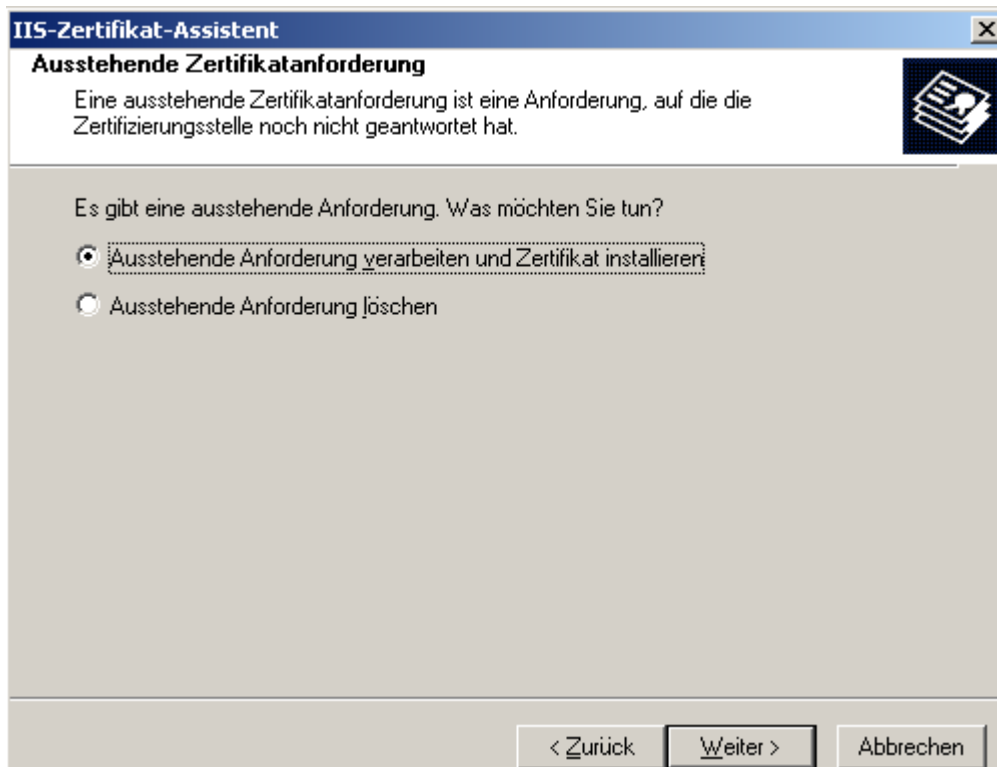 IIS-Zertifikat-Assistent
Ausstehende Zertifikatanforderung
Eine ausstehende Zertifikatanforderung ist eine Anforderung, auf die die
Zertifizierungsstelle noch nicht geantwortet hat.
Es gibt eine ausstehende Anforderung. Was möchten Sie tun?
Ausstehende Anforderung verarbeiten und Zertifikat installieren
Ausstehende Anforderung löschen
< Zurück Weiter > Abbrechen